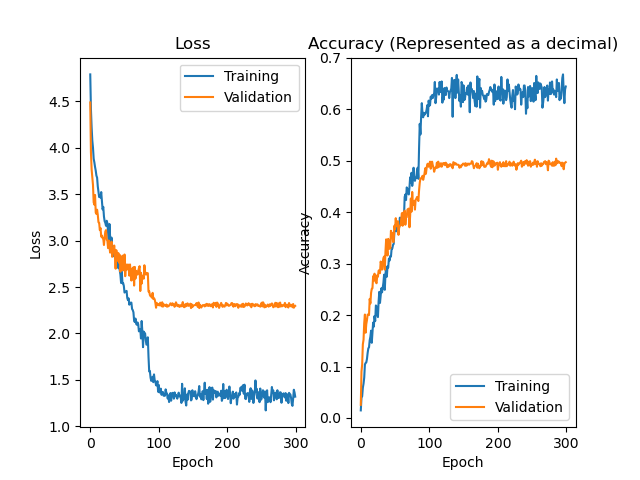 Loss
Training
Validation
4.5
4.0
3.5
3.0
2.5
2.0
1.5
1.0
Loss
0
100
200
300
Epoch
Accuracy (Represented as a decimal)
0.7
0.6
0.5
0.4
0.3
0.2
0.1
0.0
Accuracy
Training
Validation
0
100
200
300
Epoch